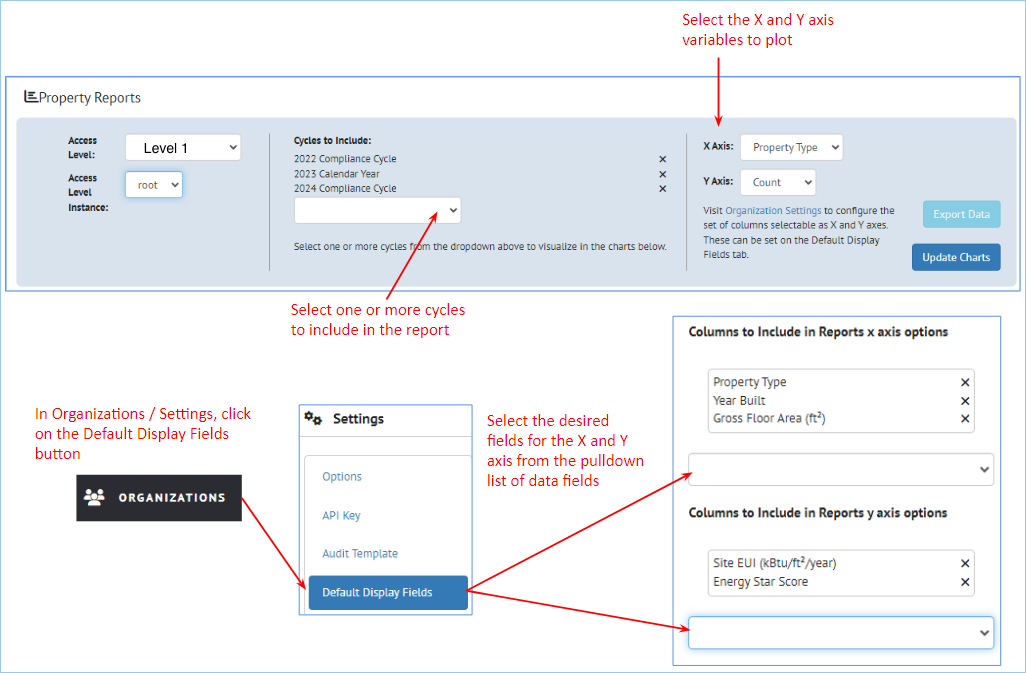 Select the X and Y axis
variables to plot
Property Reports
Access
Level:
Level 1
Access
Level
Instance:
root
Cycles to Include:
2022 Compliance Cycle
2023 Calendar Year
2024 Compliance Cycle
Select one or more cycles from the dropdown above to visualize in the charts below.
X Axis:
Property Type
Y Axis:
Count
Visit Organization Settings to configure the
set of columns selectable as X and Y axes.
These can be set on the Default Display
Fields tab.
Export Data
Update Charts
Select one or more cycles
to include in the report
In Organizations / Settings, click
on the Default Display Fields
button
ORGANIZATIONS
Settings
Options
API Key
Audit Template
Default Display Fields
Select the desired
fields for the X and Y
axis from the pulldown
list of data fields
Columns to Include in Reports x axis options
Property Type
Year Built
Gross Floor Area (ft²)
Columns to Include in Reports y axis options
Site EUI (kBtu/ft²/year)
Energy Star Score